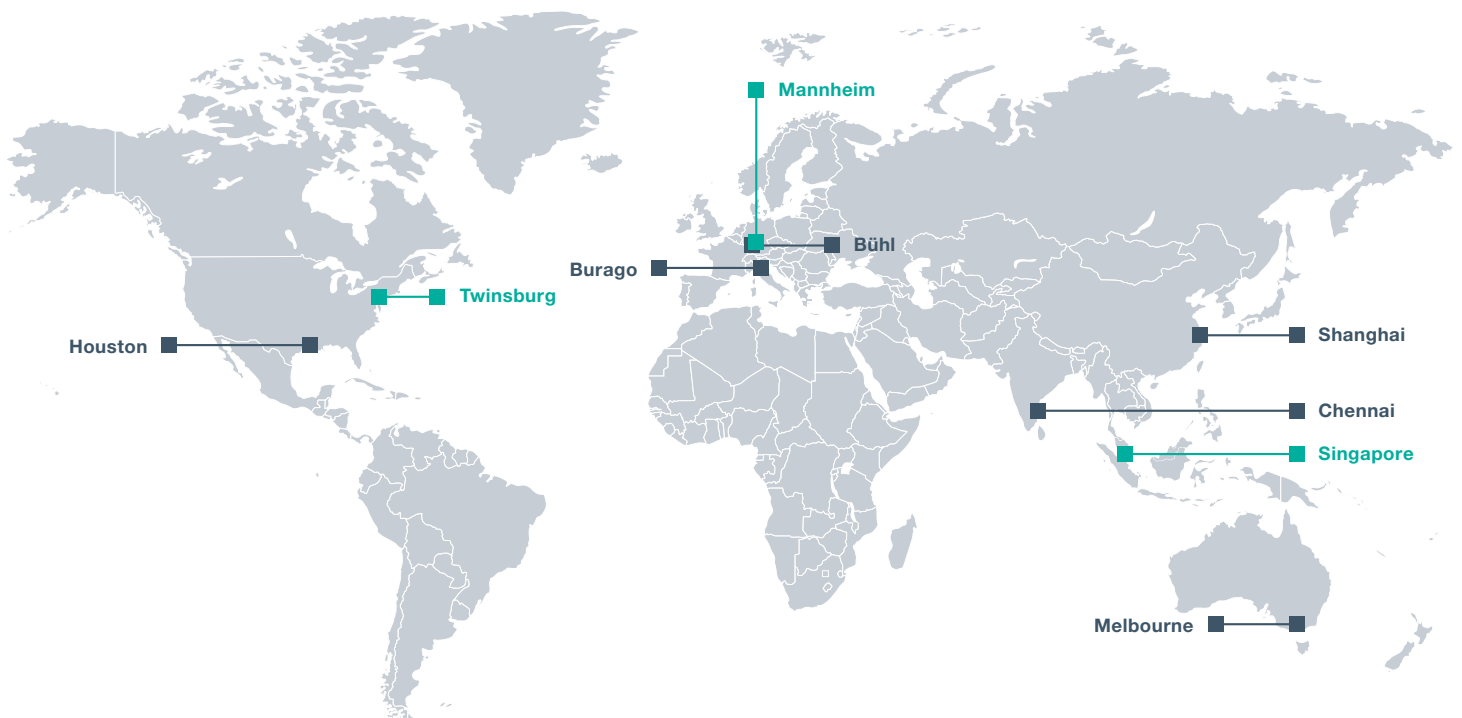 Mannheim
Bühl
Burago
Twinsburg
Shanghai
Houston
Chennai
Singapore
Melbourne